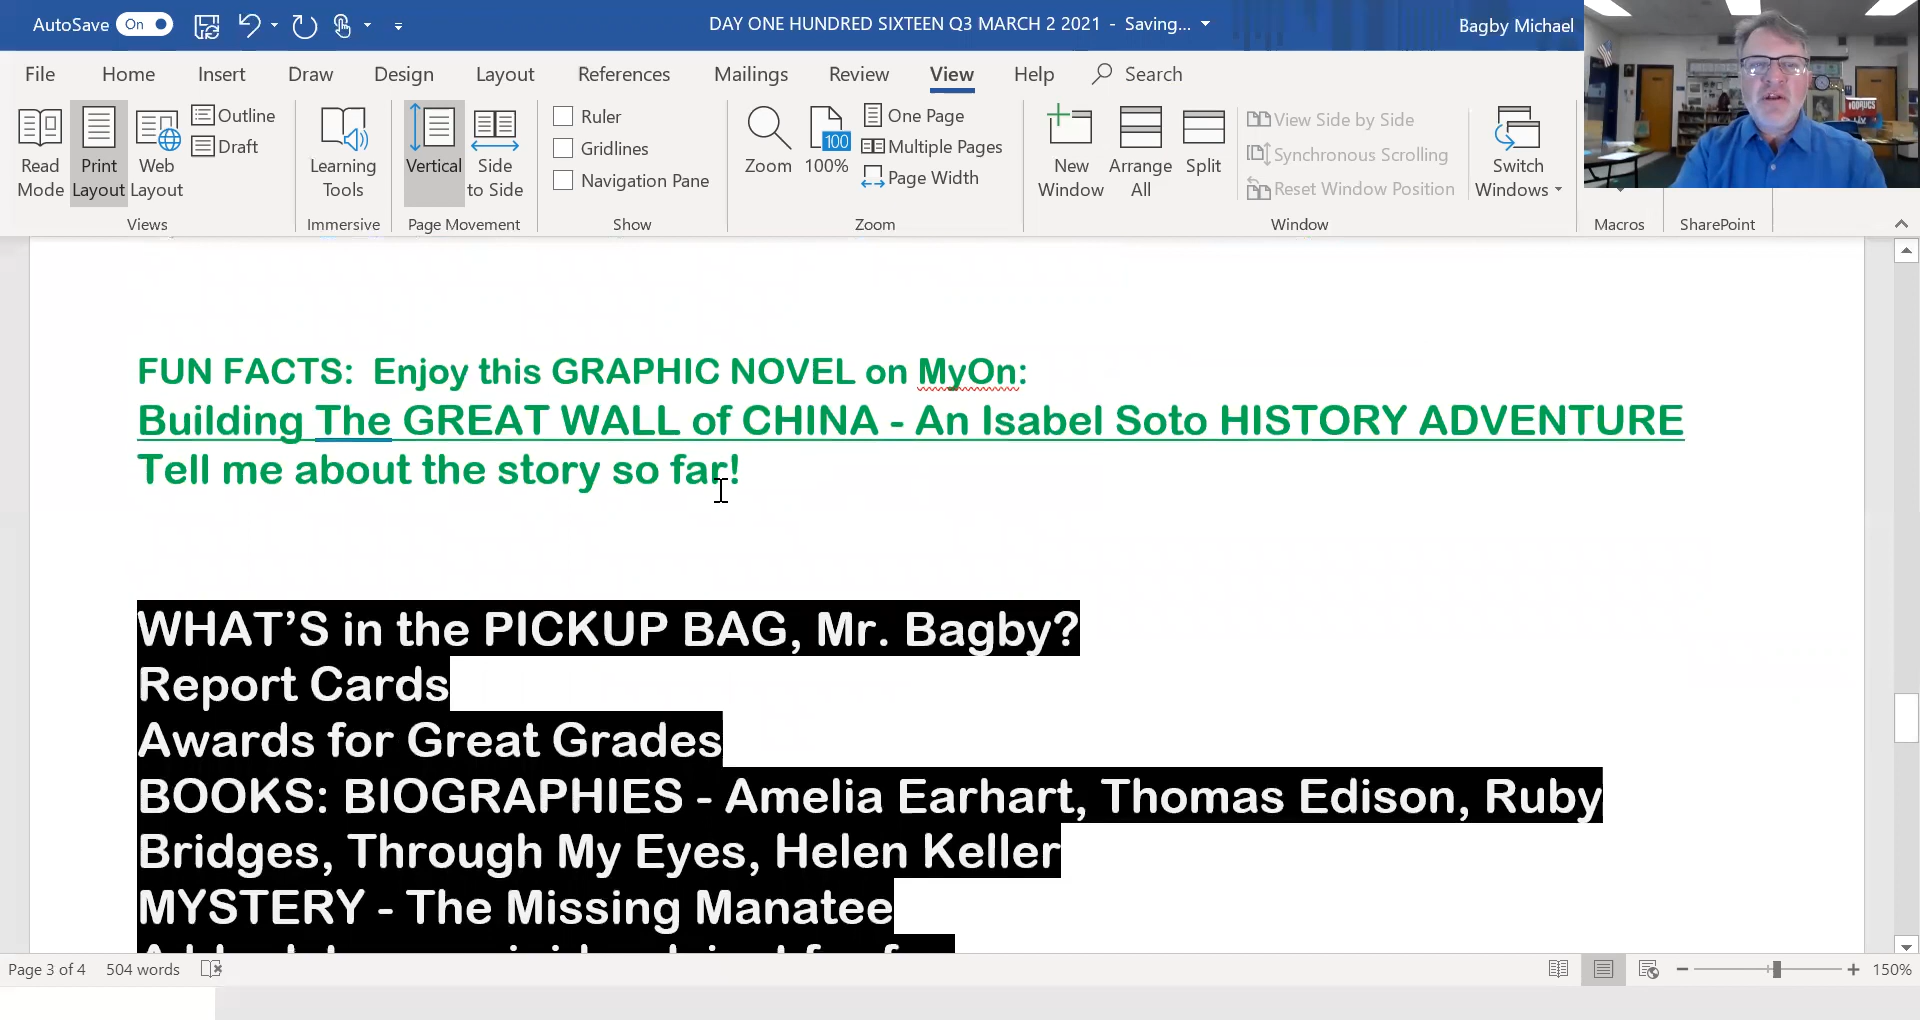 AutoSave On
DAY ONE HUNDRED SIXTEEN Q3 MARCH 2 2021 - Saving...
Bagby Michael
File Home Insert Draw Design Layout References Mailings Review View Help Search
Read Mode
Print Layout
Web Layout
Outline
Draft
Views
Learning Tools
Immersive
Vertical
Side to Side
Page Movement
Ruler
Gridlines
Navigation Pane
Show
Zoom
100
100%
One Page
Multiple Pages
Page Width
Zoom
New Window
Arrange All
Split
View Side by Side
Synchronous Scrolling
Reset Window Position
Switch Windows
Window
Macros
SharePoint
FUN FACTS: Enjoy this GRAPHIC NOVEL on MyOn:
Building The GREAT WALL of CHINA - An Isabel Soto HISTORY ADVENTURE
Tell me about the story so far!
WHAT'S in the PICKUP BAG, Mr. Bagby?
Report Cards
Awards for Great Grades
BOOKS: BIOGRAPHIES - Amelia Earhart, Thomas Edison, Ruby
Bridges, Through My Eyes, Helen Keller
MYSTERY - The Missing Manatee
Page 3 of 4 504 words
150%